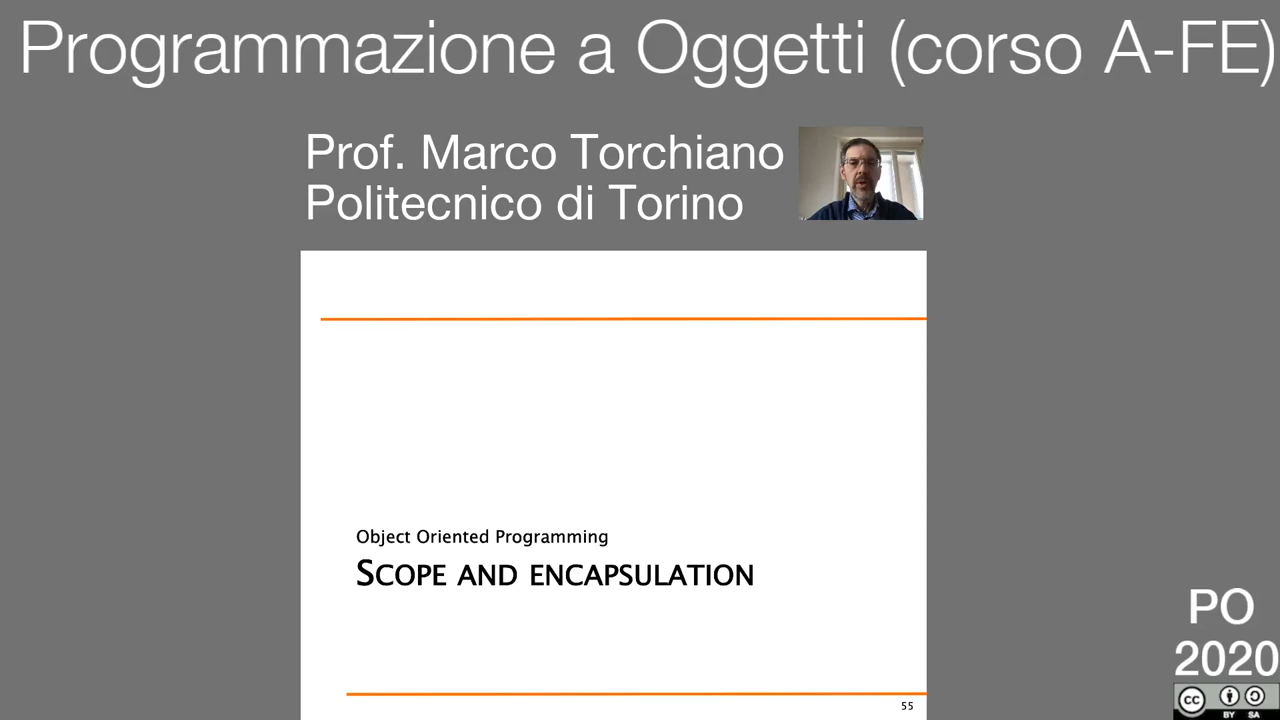 Programmazione a Oggetti (corso A-FE)
Prof. Marco Torchiano
Politecnico di Torino
Object Oriented Programming
SCOPE AND ENCAPSULATION
55
PO
2020
CC
BY SA